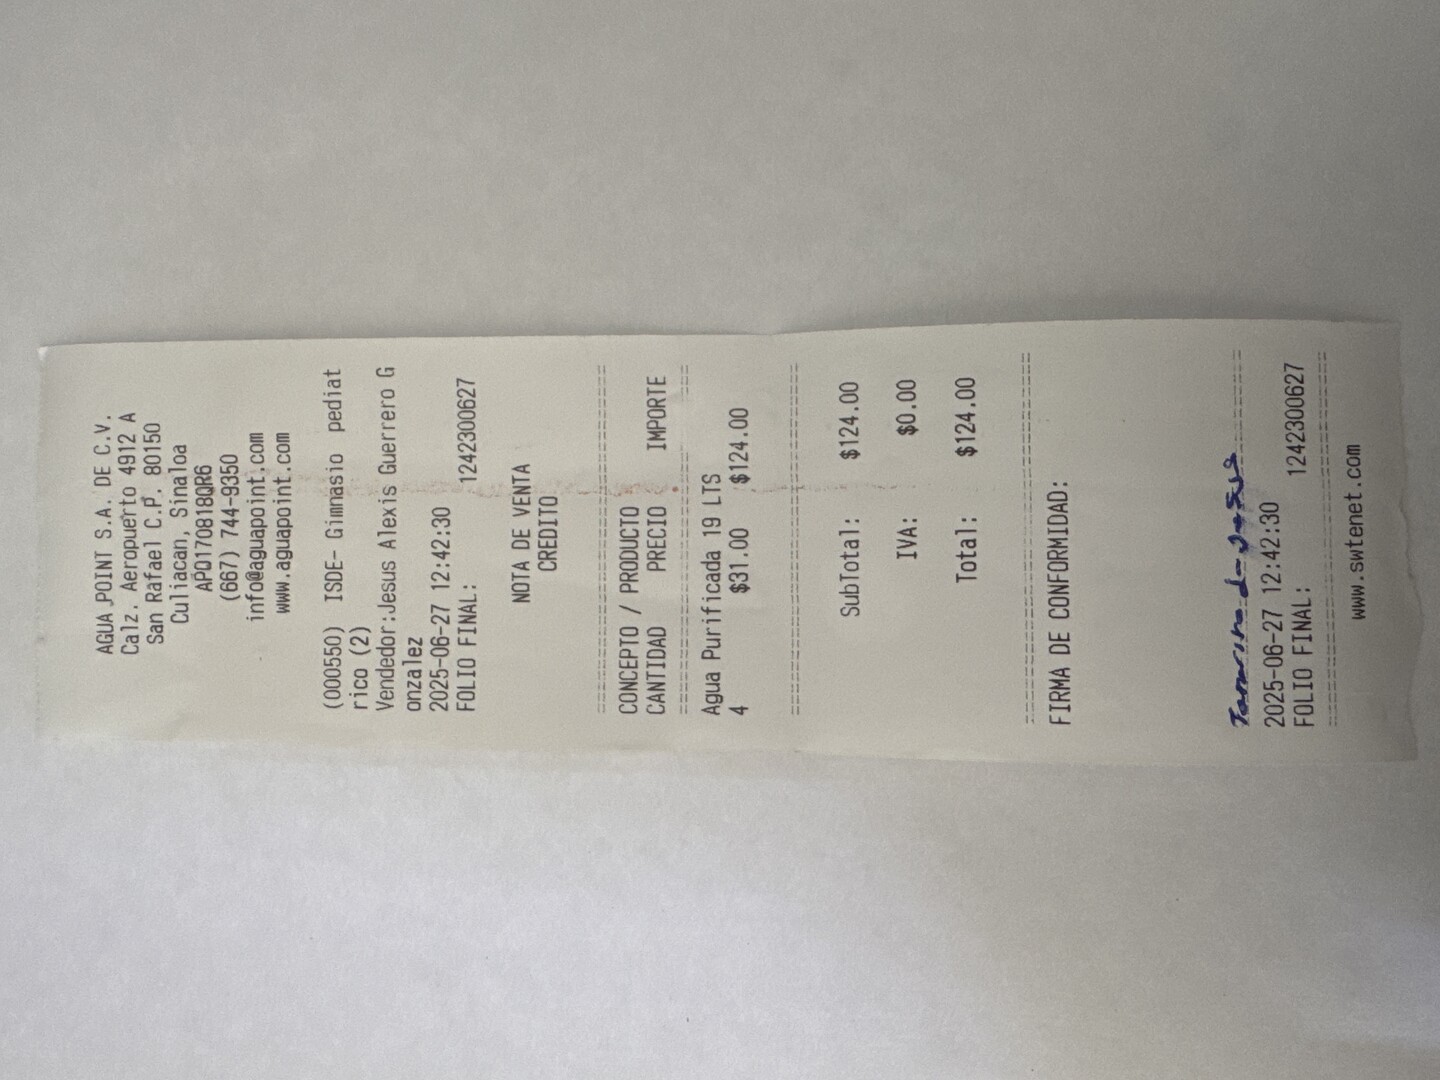 AGUA POINT S.A. DE C.V.
Calz. Aeropuerto 4912 A
San Rafael C.P. 80150
Culiacan, Sinaloa
APO170818QR6
(667) 744-9350
info@aguapoint.com
www.aguapoint.com
(000550) ISDE- Gimnasio pediat
rico (2)
Vendedor:Jesus Alexis Guerrero G
onzalez
2025-06-27 12:42:30
FOLIO FINAL: 1242300627
NOTA DE VENTA
CREDITO
CONCEPTO / PRODUCTO
CANTIDAD PRECIO IMPORTE
Agua Purificada 19 LTS
4 $31.00 $124.00
SubTotal: $124.00
IVA: $0.00
Total: $124.00
FIRMA DE CONFORMIDAD:
2025-06-27 12:42:30
FOLIO FINAL: 1242300627
www.swtenet.com